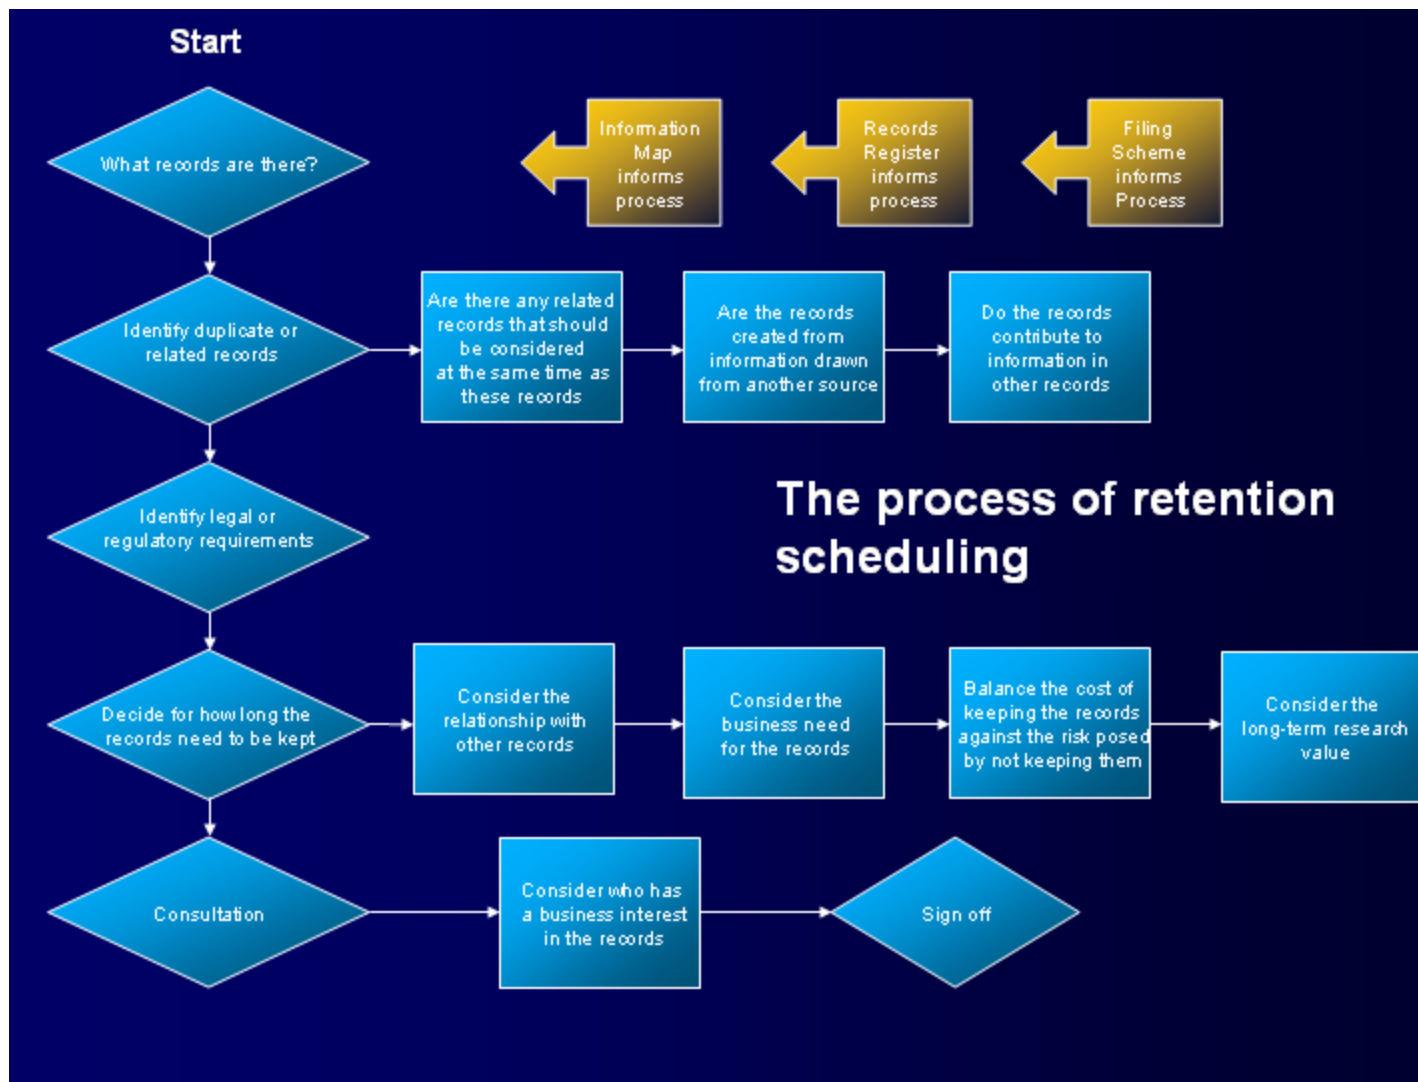 Start
What records are there?
Information
Map
informs
process
Records
Register
informs
process
Filing
Scheme
informs
Process
Identify duplicate or
related records
Are there any related
records that should
be considered
at the same time as
these records
Are the records
created from
information drawn
from another source
Do the records
contribute to
information in
other records
Identify legal or
regulatory requirements
The process of retention
scheduling
Decide for how long the
records need to be kept
Consider the
relationship with
other records
Consider the
business need
for the records
Balance the cost of
keeping the records
against the risk posed
by not keeping them
Consider the
long-term research
value
Consultation
Consider who has
a business interest
in the records
Sign off